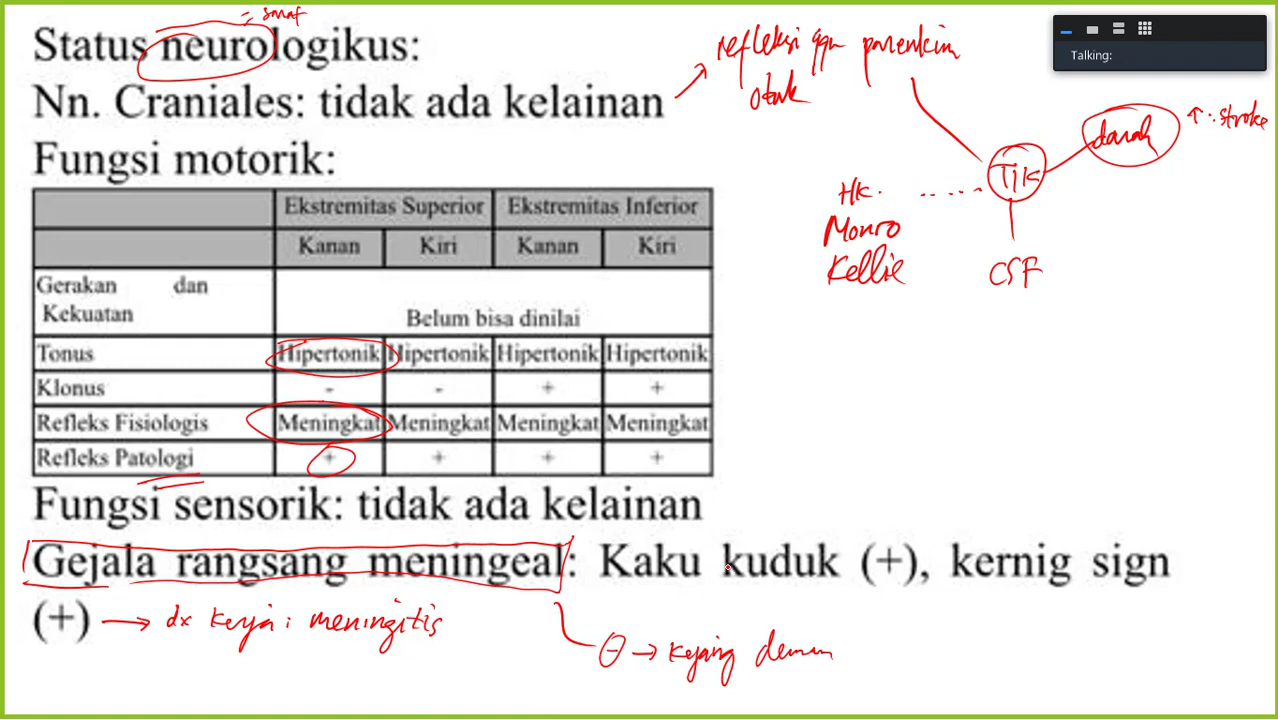 = saraf
Status neurologikus:
Nn. Craniales: tidak ada kelainan
refleksi ggn parenkim
otak
Fungsi motorik:
Talking:
darah
↑: stroke
TIK
HK.
Monro
Kellie
CSF
Ekstremitas Superior Ekstremitas Inferior
Kanan Kiri Kanan Kiri
Gerakan dan
Kekuatan
Belum bisa dinilai
Tonus Hipertonik Hipertonik Hipertonik Hipertonik
Klonus - - + +
Refleks Fisiologis Meningkat Meningkat Meningkat Meningkat
Refleks Patologi + + + +
Fungsi sensorik: tidak ada kelainan
Gejala rangsang meningeal: Kaku kuduk (+), kernig sign
(+) → dx kerja: meningitis
⊖ → kejang demam